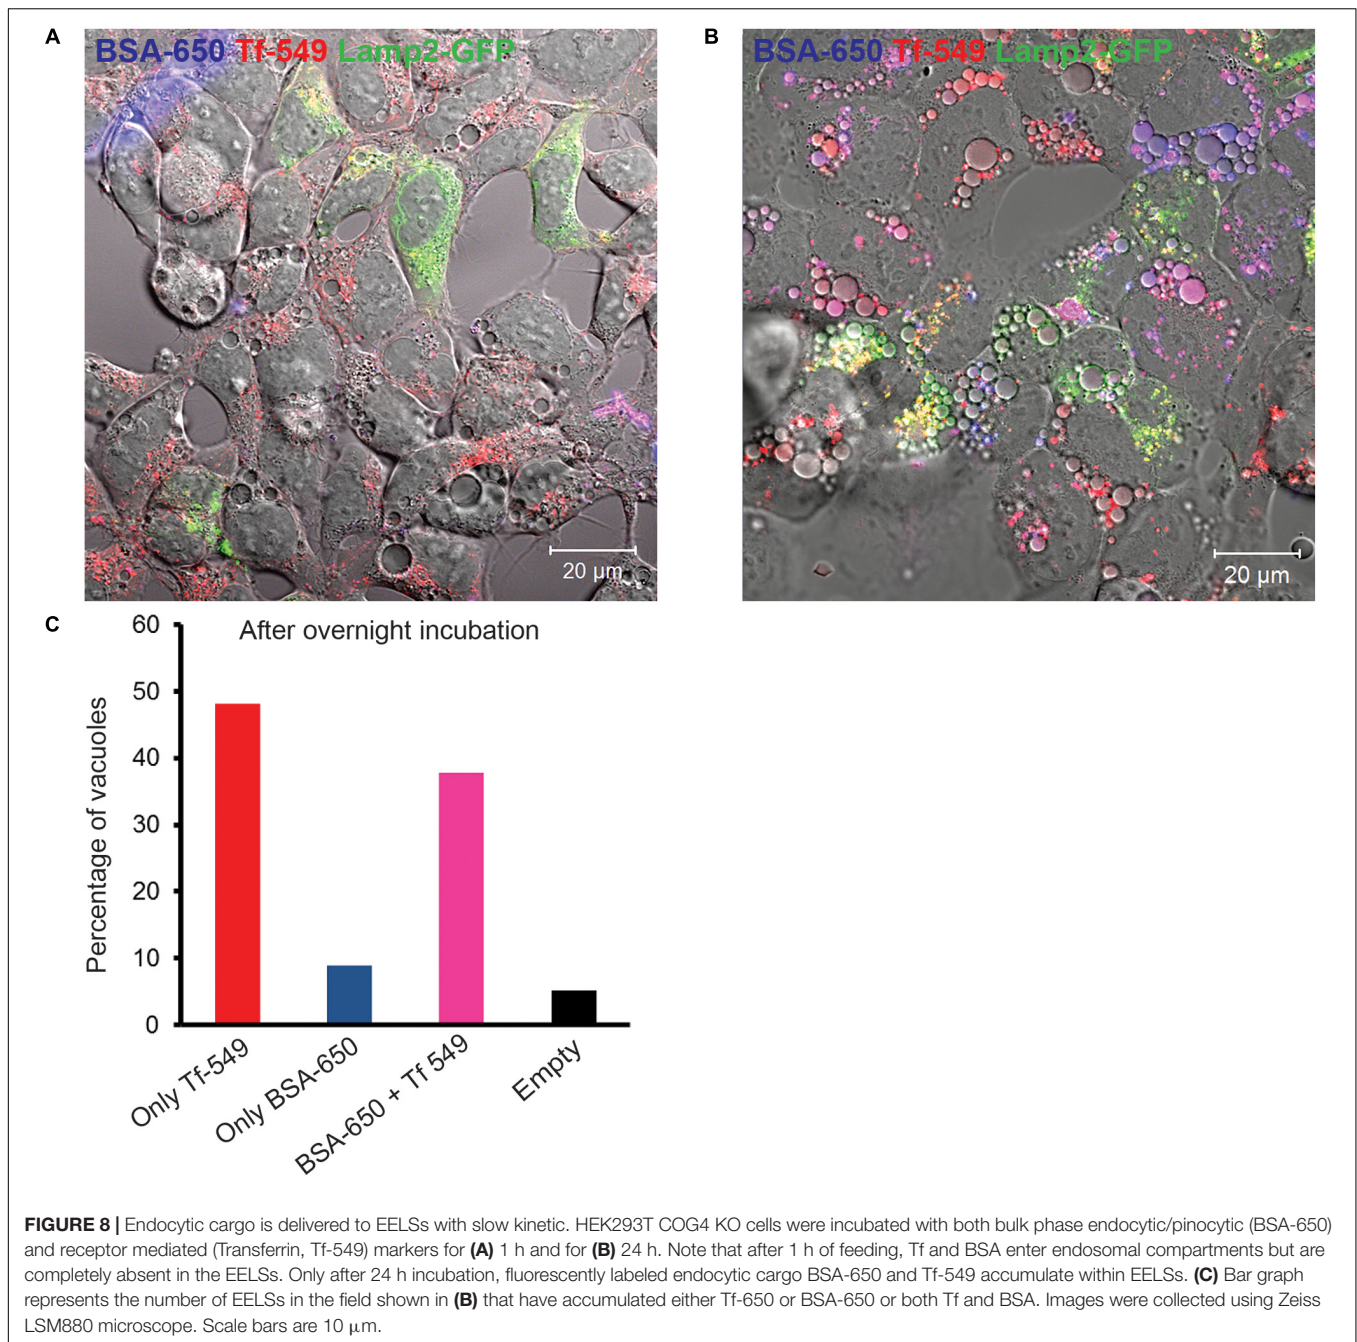 A
BSA-650 Tf-549 Lamp2-GFP
20 µm
B
BSA-650 Tf-549 Lamp2-GFP
20 µm
C
After overnight incubation
Percentage of vacuoles
60
50
40
30
20
10
0
Only Tf-549
Only BSA-650
BSA-650 + Tf 549
Empty
FIGURE 8 | Endocytic cargo is delivered to EELSs with slow kinetic. HEK293T COG4 KO cells were incubated with both bulk phase endocytic/pinocytic (BSA-650)
and receptor mediated (Transferrin, Tf-549) markers for (A) 1 h and for (B) 24 h. Note that after 1 h of feeding, Tf and BSA enter endosomal compartments but are
completely absent in the EELSs. Only after 24 h incubation, fluorescently labeled endocytic cargo BSA-650 and Tf-549 accumulate within EELSs. (C) Bar graph
represents the number of EELSs in the field shown in (B) that have accumulated either Tf-650 or BSA-650 or both Tf and BSA. Images were collected using Zeiss
LSM880 microscope. Scale bars are 10 µm.